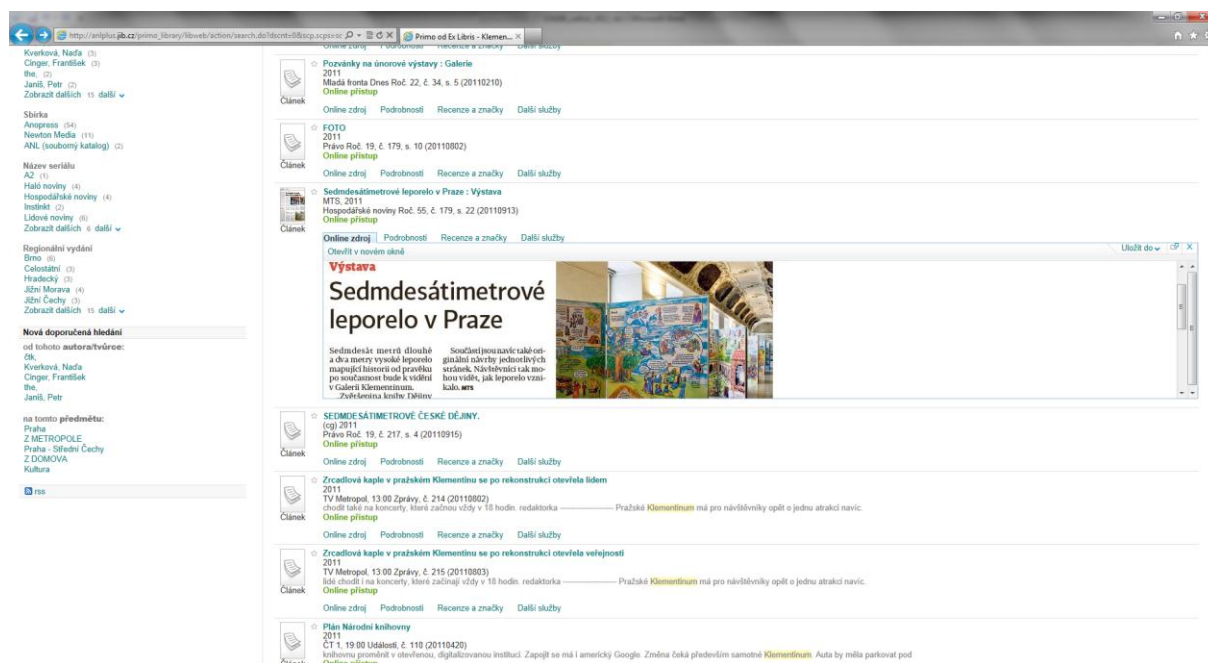 http://anlplus.jib.cz/primo_library/libweb/action/search.do?dscnt=0&scp.scps=sc
Primo od Ex Libris - Klemen...
Kverková, Naďa (3)
Cinger, František (3)
the, (2)
Janiš, Petr (2)
Zobrazit dalších 15 další
Sbírka
Anopress (54)
Newton Media (11)
ANL (souborný katalog) (2)
Název seriálu
A2 (1)
Haló noviny (4)
Hospodářské noviny (4)
Instinkt (2)
Lidové noviny (6)
Zobrazit dalších 6 další
Regionální vydání
Brno (6)
Celostátní (3)
Hradecký (3)
Jižní Morava (4)
Jižní Čechy (3)
Zobrazit dalších 15 další
Nová doporučená hledání
od tohoto autora/tvůrce:
čtk,
Kverková, Naďa
Cinger, František
the,
Janiš, Petr
na tomto předmětu:
Praha
Z METROPOLE
Praha - Střední Čechy
Z DOMOVA
Kultura
rss
Online zdroj Podrobnosti Recenze a značky Další služby
Článek
Pozvánky na únorové výstavy : Galerie
2011
Mladá fronta Dnes Roč. 22, č. 34, s. 5 (20110210)
Online přístup
Online zdroj Podrobnosti Recenze a značky Další služby
Článek
FOTO
2011
Právo Roč. 19, č. 179, s. 10 (20110802)
Online přístup
Online zdroj Podrobnosti Recenze a značky Další služby
Článek
Sedmdesátimetrové leporelo v Praze : Výstava
MTS, 2011
Hospodářské noviny Roč. 55, č. 179, s. 22 (20110913)
Online přístup
Online zdroj Podrobnosti Recenze a značky Další služby
Otevřít v novém okně
Uložit do
Výstava
Sedmdesátimetrové
leporelo v Praze
Sedmdesát metrů dlouhé
a dva metry vysoké leporelo
mapující historii od pravěku
po současnost bude k vidění
v Galerii Klementinum.
Zvětšenina knihy Dějiny
Součástí jsou navíc také ori-
ginální návrhy jednotlivých
stránek. Návštěvníci tak mo-
hou vidět, jak leporelo vzni-
kalo. MTS
Článek
SEDMDESÁTIMETROVÉ ČESKÉ DĚJINY.
(cg) 2011
Právo Roč. 19, č. 217, s. 4 (20110915)
Online přístup
Online zdroj Podrobnosti Recenze a značky Další služby
Článek
Zrcadlová kaple v pražském Klementinu se po rekonstrukci otevřela lidem
2011
TV Metropol, 13:00 Zprávy, č. 214 (20110802)
chodit také na koncerty, které začnou vždy v 18 hodin. redaktorka -------------------- Pražské Klementinum má pro návštěvníky opět o jednu atrakci navíc.
Online přístup
Online zdroj Podrobnosti Recenze a značky Další služby
Článek
Zrcadlová kaple v pražském Klementinu se po rekonstrukci otevřela veřejnosti
2011
TV Metropol, 13:00 Zprávy, č. 215 (20110803)
lidé chodit i na koncerty, které začínají vždy v 18 hodin. redaktorka -------------------- Pražské Klementinum má pro návštěvníky opět o jednu atrakci navíc.
Online přístup
Online zdroj Podrobnosti Recenze a značky Další služby
Článek
Plán Národní knihovny
2011
ČT 1, 19:00 Události, č. 110 (20110420)
knihovnu proměnit v otevřenou, digitalizovanou instituci. Zapojit se má i americký Google. Změna čeká především samotné Klementinum. Auta by měla parkovat pod
Online přístup